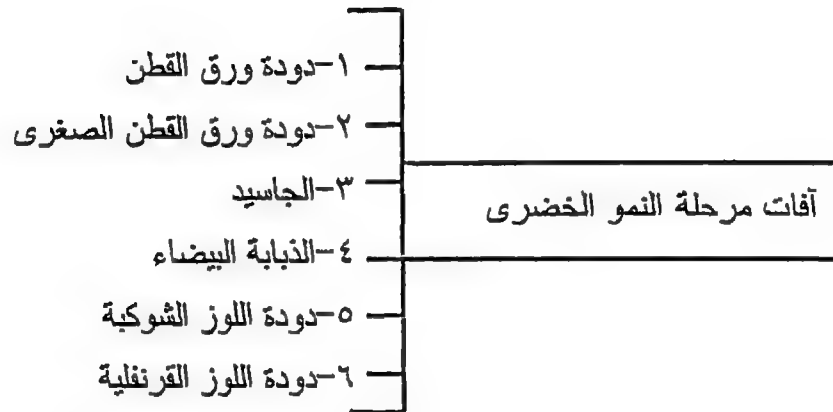 آفات مرحلة النمو الخضرى
١-دودة ورق القطن
٢-دودة ورق القطن الصغرى
٣-الجاسيد
٤-الذبابة البيضاء
٥-دودة اللوز الشوكية
٦-دودة اللوز القرنفلية